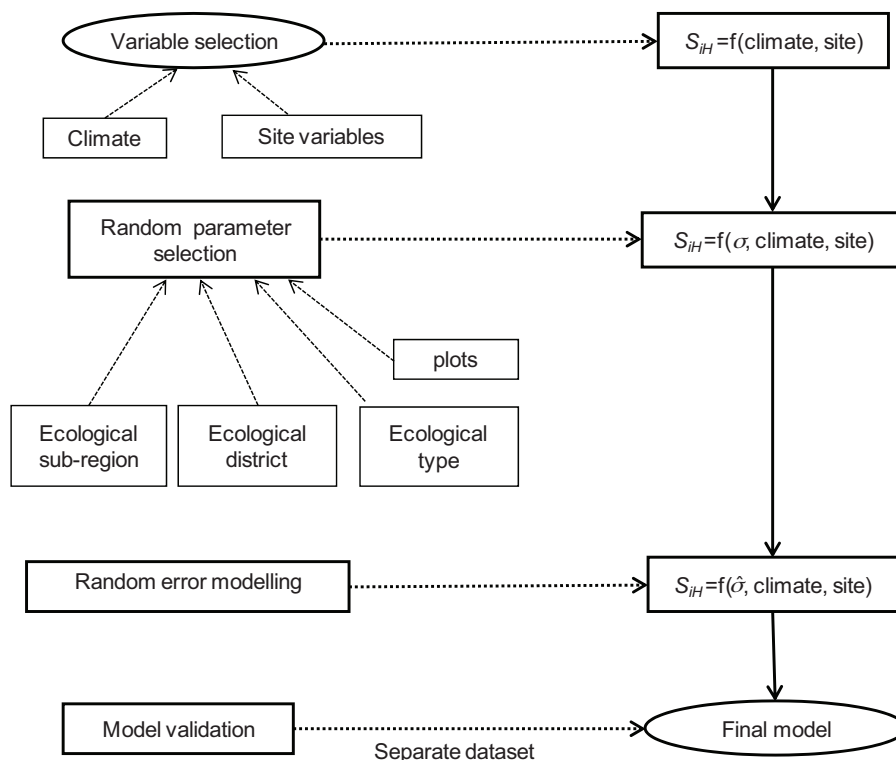 Variable selection
S_iH =f(climate, site)
Climate
Site variables
Random parameter
selection
S_iH=f(σ, climate, site)
plots
Ecological
sub-region
Ecological
district
Ecological
type
Random error modelling
S_iH=f(σ̂, climate, site)
Model validation
Separate dataset
Final model